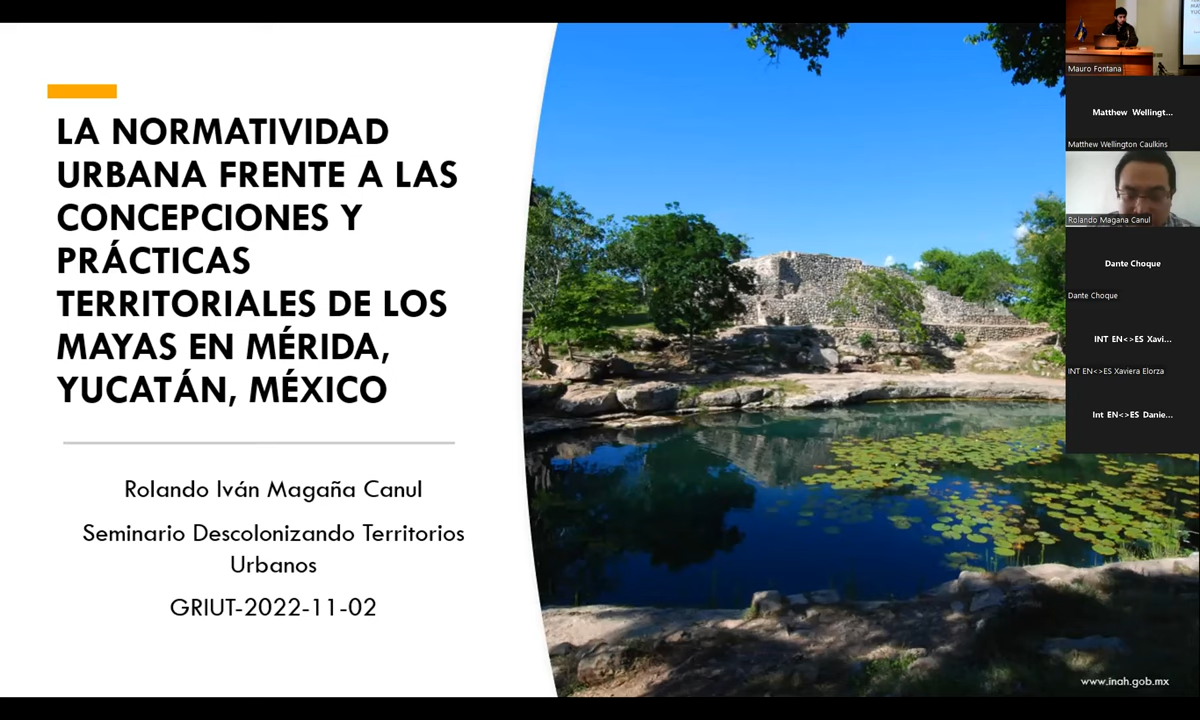 LA NORMATIVIDAD
URBANA FRENTE A LAS
CONCEPCIONES Y
PRÁCTICAS
TERRITORIALES DE LOS
MAYAS EN MÉRIDA,
YUCATÁN, MÉXICO
Rolando Iván Magaña Canul
Seminario Descolonizando Territorios
Urbanos
GRIUT-2022-11-02
www.inah.gob.mx
Mauro Fontana
Matthew Wellingt...
Matthew Wellington Caulkins
Rolando Magana Canul
Dante Choque
Dante Choque
INT EN<>ES Xavi...
INT EN<>ES Xaviera Elorza
Int EN<>ES Danie...